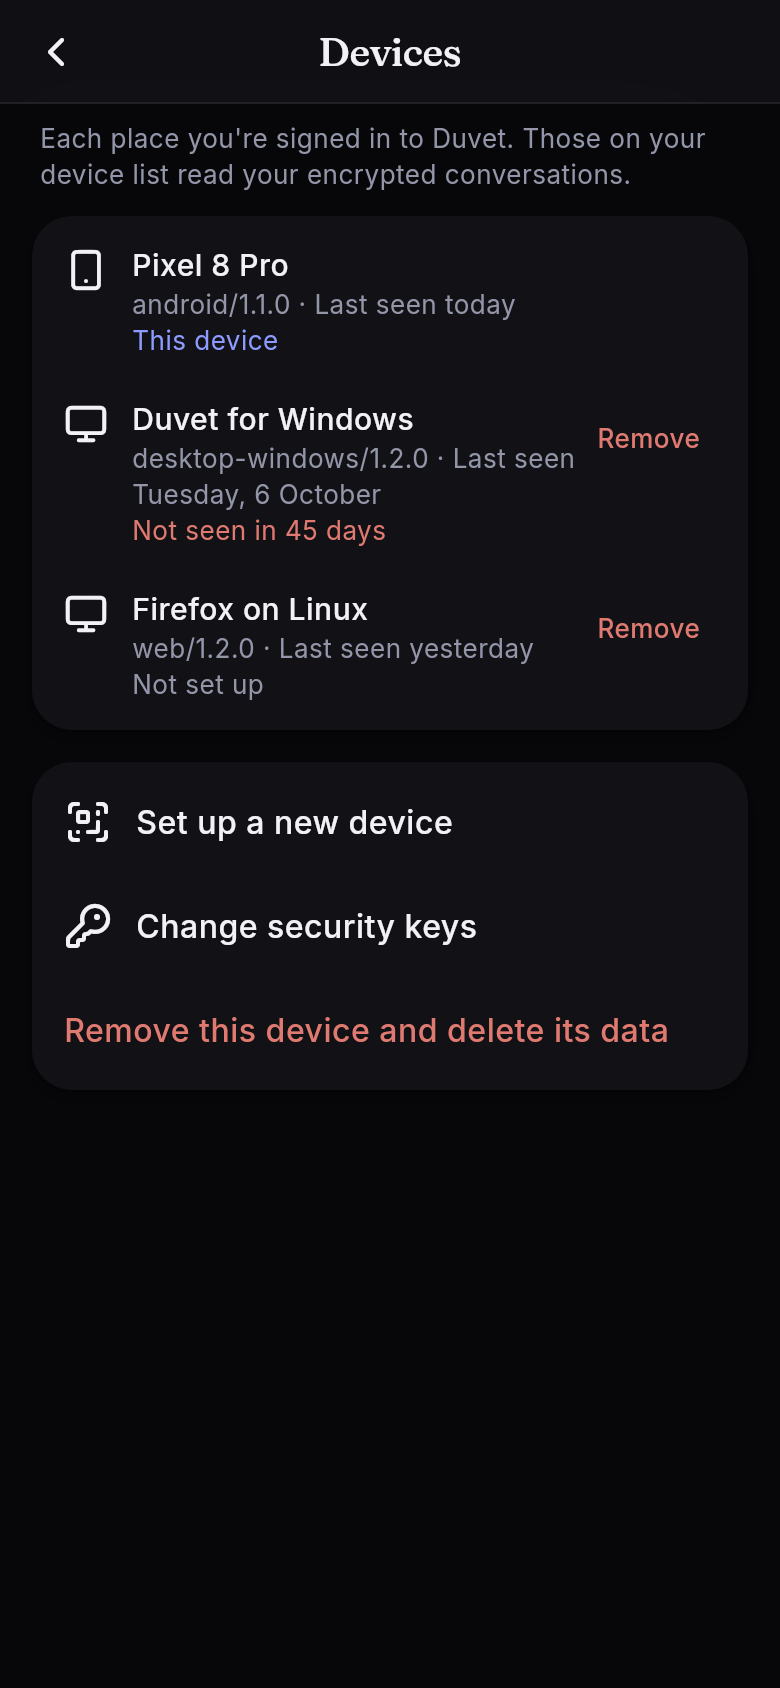 Devices
Each place you're signed in to Duvet. Those on your
device list read your encrypted conversations.
Pixel 8 Pro
android/1.1.0 · Last seen today
This device
Duvet for Windows
desktop-windows/1.2.0 · Last seen
Tuesday, 6 October
Not seen in 45 days
Remove
Firefox on Linux
web/1.2.0 · Last seen yesterday
Not set up
Remove
Set up a new device
Change security keys
Remove this device and delete its data